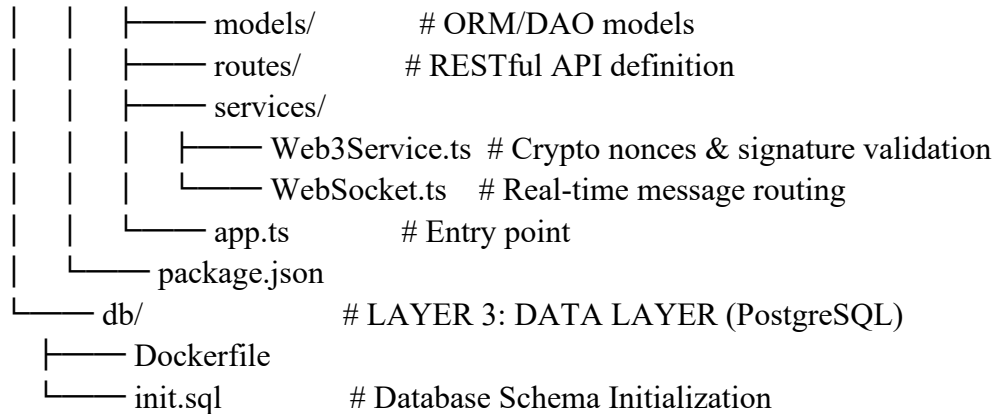 │ │ ├── models/ # ORM/DAO models
│ │ ├── routes/ # RESTful API definition
│ │ ├── services/
│ │ │ ├── Web3Service.ts # Crypto nonces & signature validation
│ │ │ └── WebSocket.ts # Real-time message routing
│ │ └── app.ts # Entry point
│ └── package.json
└── db/ # LAYER 3: DATA LAYER (PostgreSQL)
├── Dockerfile
└── init.sql # Database Schema Initialization